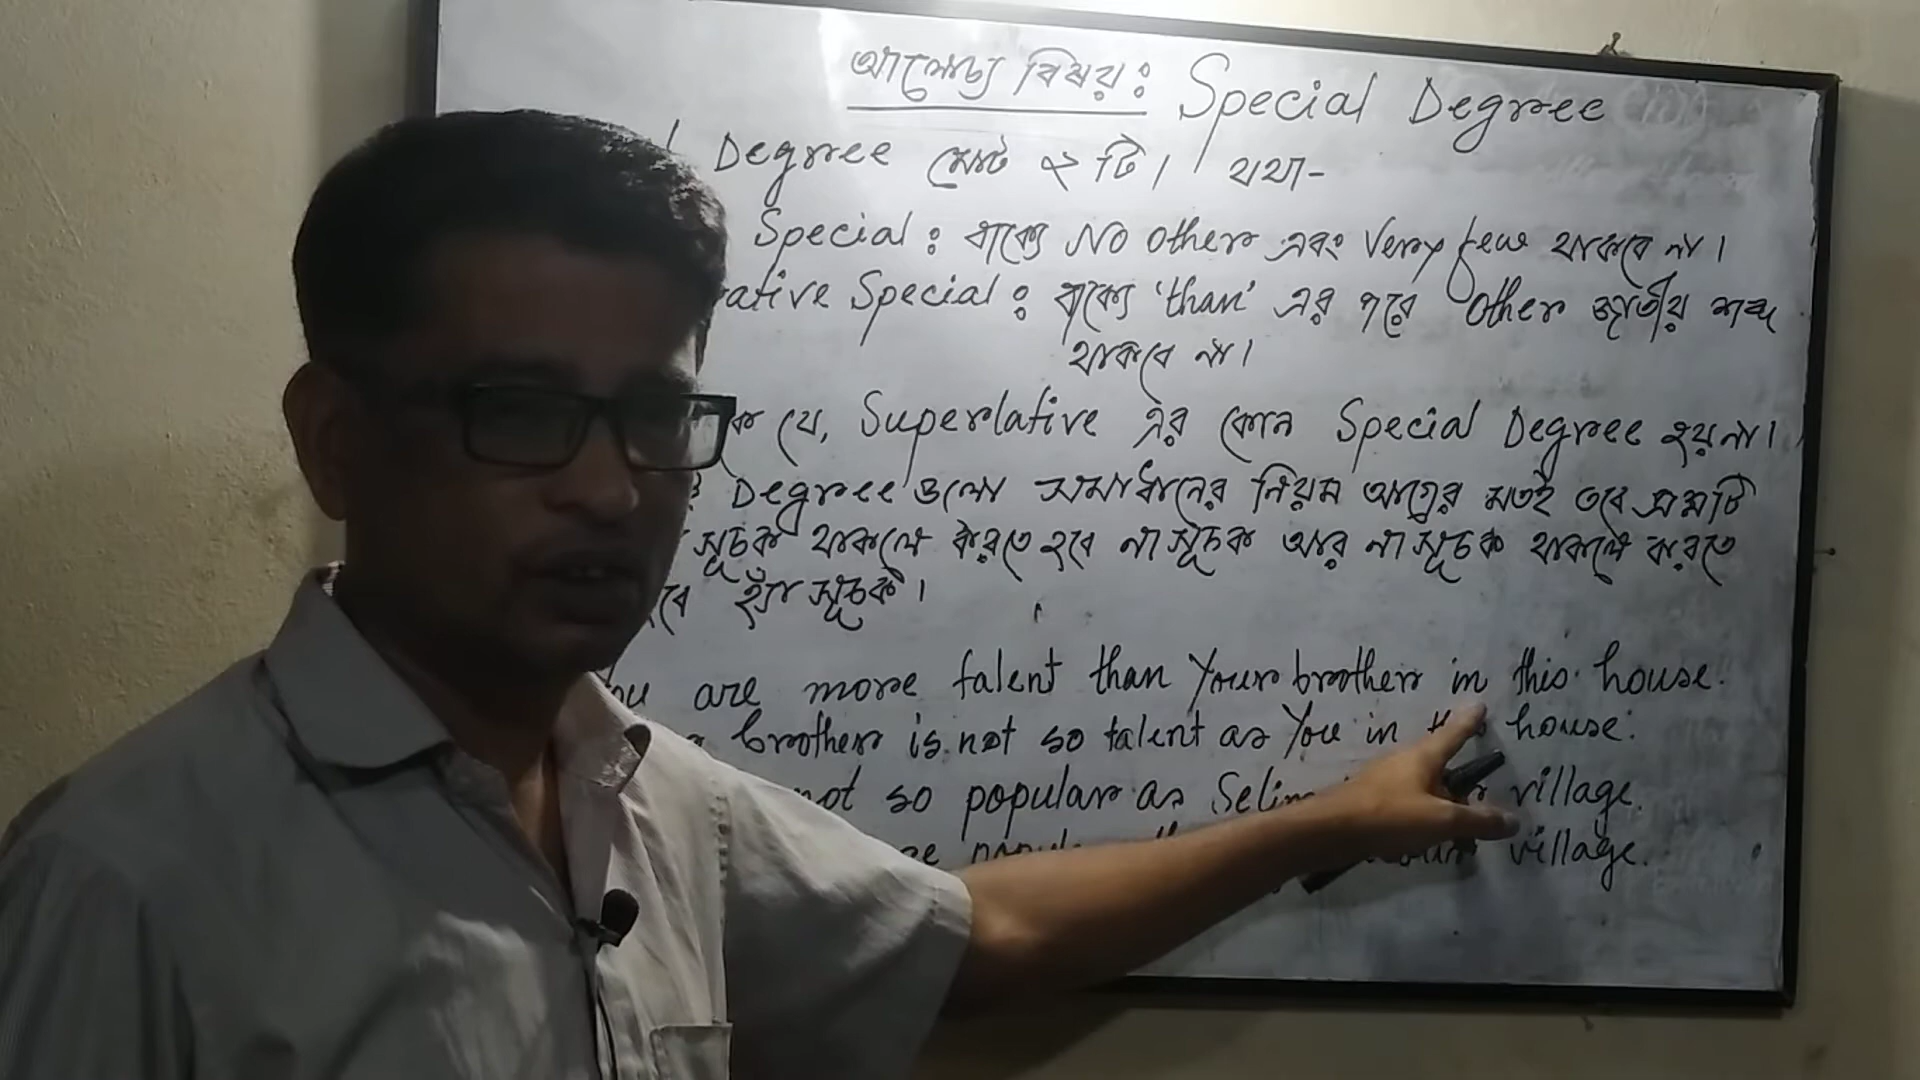 আলোচ্য বিষয়: Special Degree
Degree মোট ২ টি। যথা-
Special: বাক্যে No other এবং Very few থাকবে না।
ative Special: বাক্যে 'than' এর পরে Other জাতীয় শব্দ
থাকবে না।
যে, Superlative এর কোন Special Degree হয় না।
Degree গুলো সমাধানের নিয়ম আগের মতই তবে প্রশ্নটি
সূচক থাকলে করতে হবে না সূচক আর না সূচক থাকলে করতে
হ্যাঁ সূচক।
You are more talent than Your brother in this house.
brother is not so talent as You in this house.
not so popular as Selim village.
village.